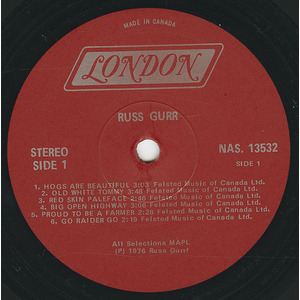 MADE IN CANADA
LONDON
RUSS GURR
STEREO
SIDE 1
NAS. 13532
SIDE 1
1. HOGS ARE BEAUTIFUL 3:03 Felsted Music of Canada Ltd.
2. OLD WHITE TOMMY 3:48 Felsted Music of Canada Ltd.
3. RED SKIN PALEFACE 2:46 Felsted Music of Canada Ltd.
4. BIG OPEN HIGHWAY 3:06 Felsted Music of Canada Ltd.
5. PROUD TO BE A FARMER 2:28 Felsted Music of Canada Ltd.
6. GO RAIDER GO 2:19 Felsted Music of Canada Ltd.
All Selections MAPL
(P) 1976 Russ Gurr